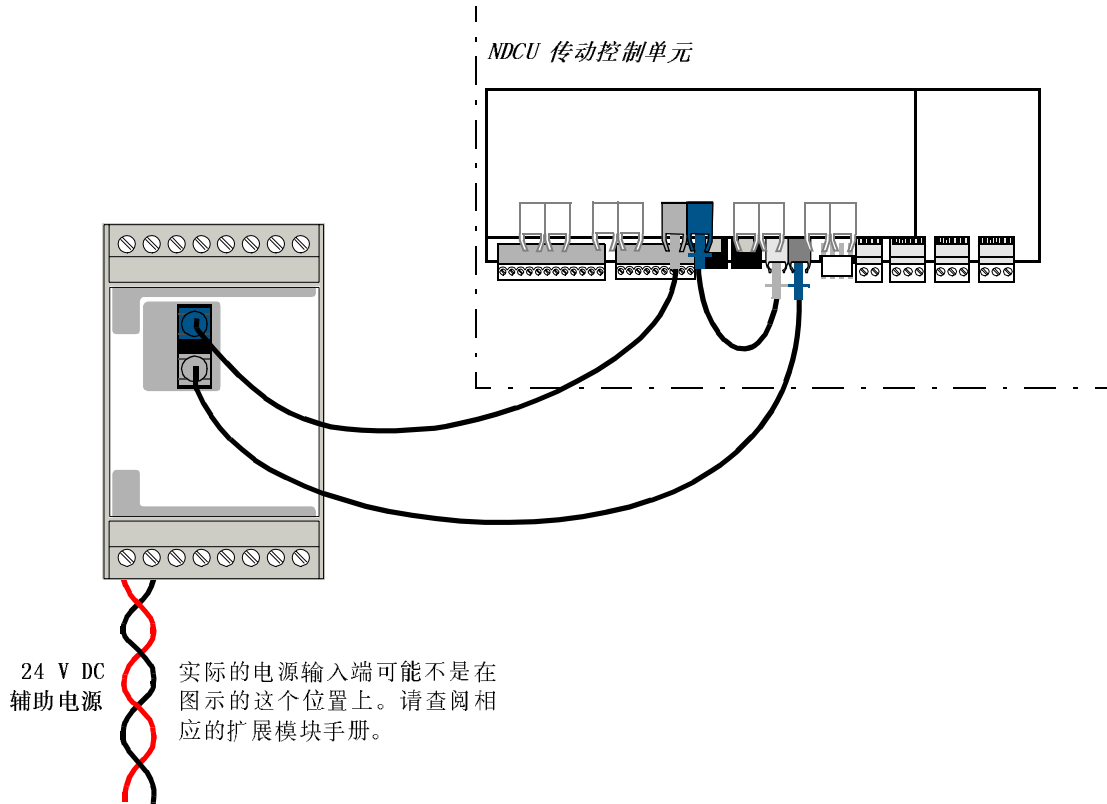 NDCU 传动控制单元
24 V DC
辅助电源
实际的电源输入端可能不是在
图示的这个位置上。请查阅相
应的扩展模块手册。